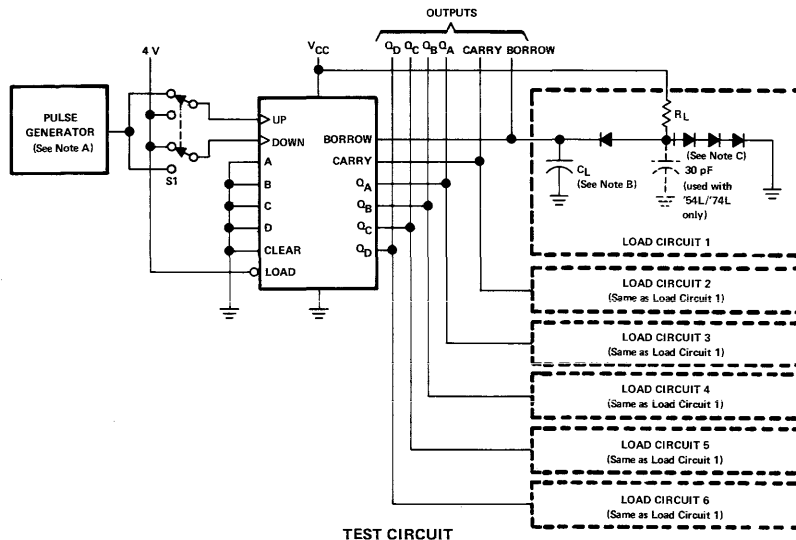 OUTPUTS
QD QC QB QA CARRY BORROW
4 V
VCC
PULSE
GENERATOR
(See Note A)
S1
UP
DOWN
A
B
C
D
CLEAR
LOAD
BORROW
CARRY
QA
QB
QC
QD
RL
CL
(See Note B)
(See Note C)
30 pF
(used with
'54L/'74L
only)
LOAD CIRCUIT 1
LOAD CIRCUIT 2
(Same as Load Circuit 1)
LOAD CIRCUIT 3
(Same as Load Circuit 1)
LOAD CIRCUIT 4
(Same as Load Circuit 1)
LOAD CIRCUIT 5
(Same as Load Circuit 1)
LOAD CIRCUIT 6
(Same as Load Circuit 1)
TEST CIRCUIT